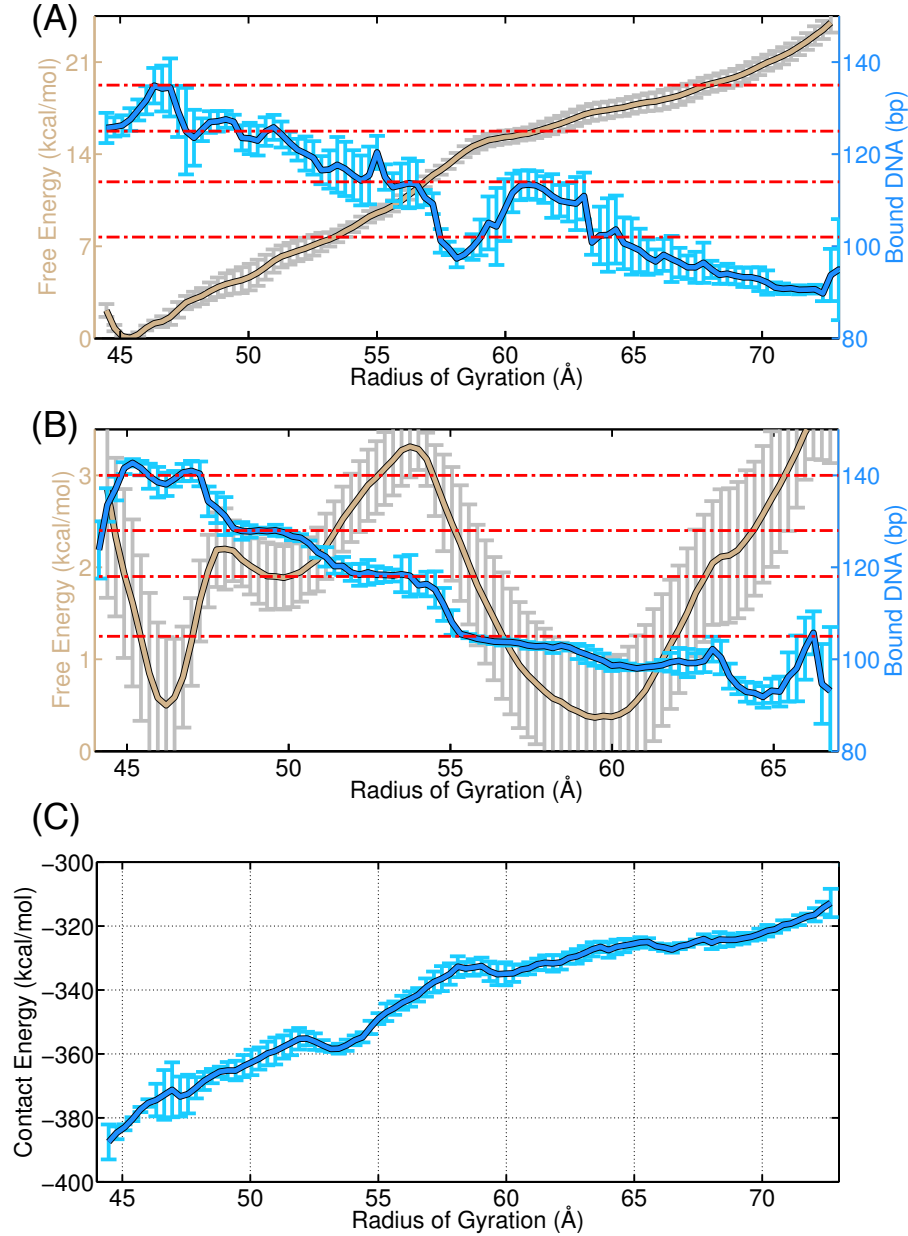 (A)
Free Energy (kcal/mol)
21
14
7
0
140
120
100
80
Bound DNA (bp)
45 50 55 60 65 70
Radius of Gyration (Å)
(B)
Free Energy (kcal/mol)
3
2
1
0
140
120
100
80
Bound DNA (bp)
45 50 55 60 65
Radius of Gyration (Å)
(C)
Contact Energy (kcal/mol)
−300
−320
−340
−360
−380
−400
45 50 55 60 65 70
Radius of Gyration (Å)